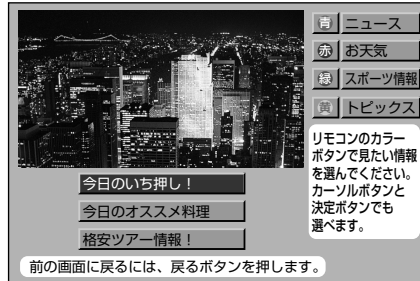 青 ニュース
赤 お天気
緑 スポーツ情報
黄 トピックス
リモコンのカラー
ボタンで見たい情報
を選んでください。
カーソルボタンと
決定ボタンでも
選べます。
今日のいち押し！
今日のオススメ料理
格安ツアー情報！
前の画面に戻るには、戻るボタンを押します。